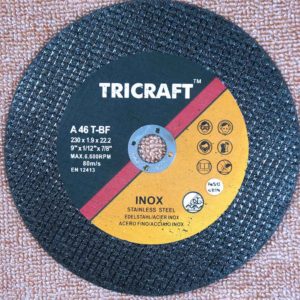 TRICRAFT™
A 46 T-BF
230 x 1.9 x 22.2
9" x 1/12" x 7/8"
MAX.6.600RPM
80m/s
EN 12413
INOX
STAINLESS STEEL
EDELSTAHL/ACIER INOX
ACERO FINO/ACCIAIO INOX